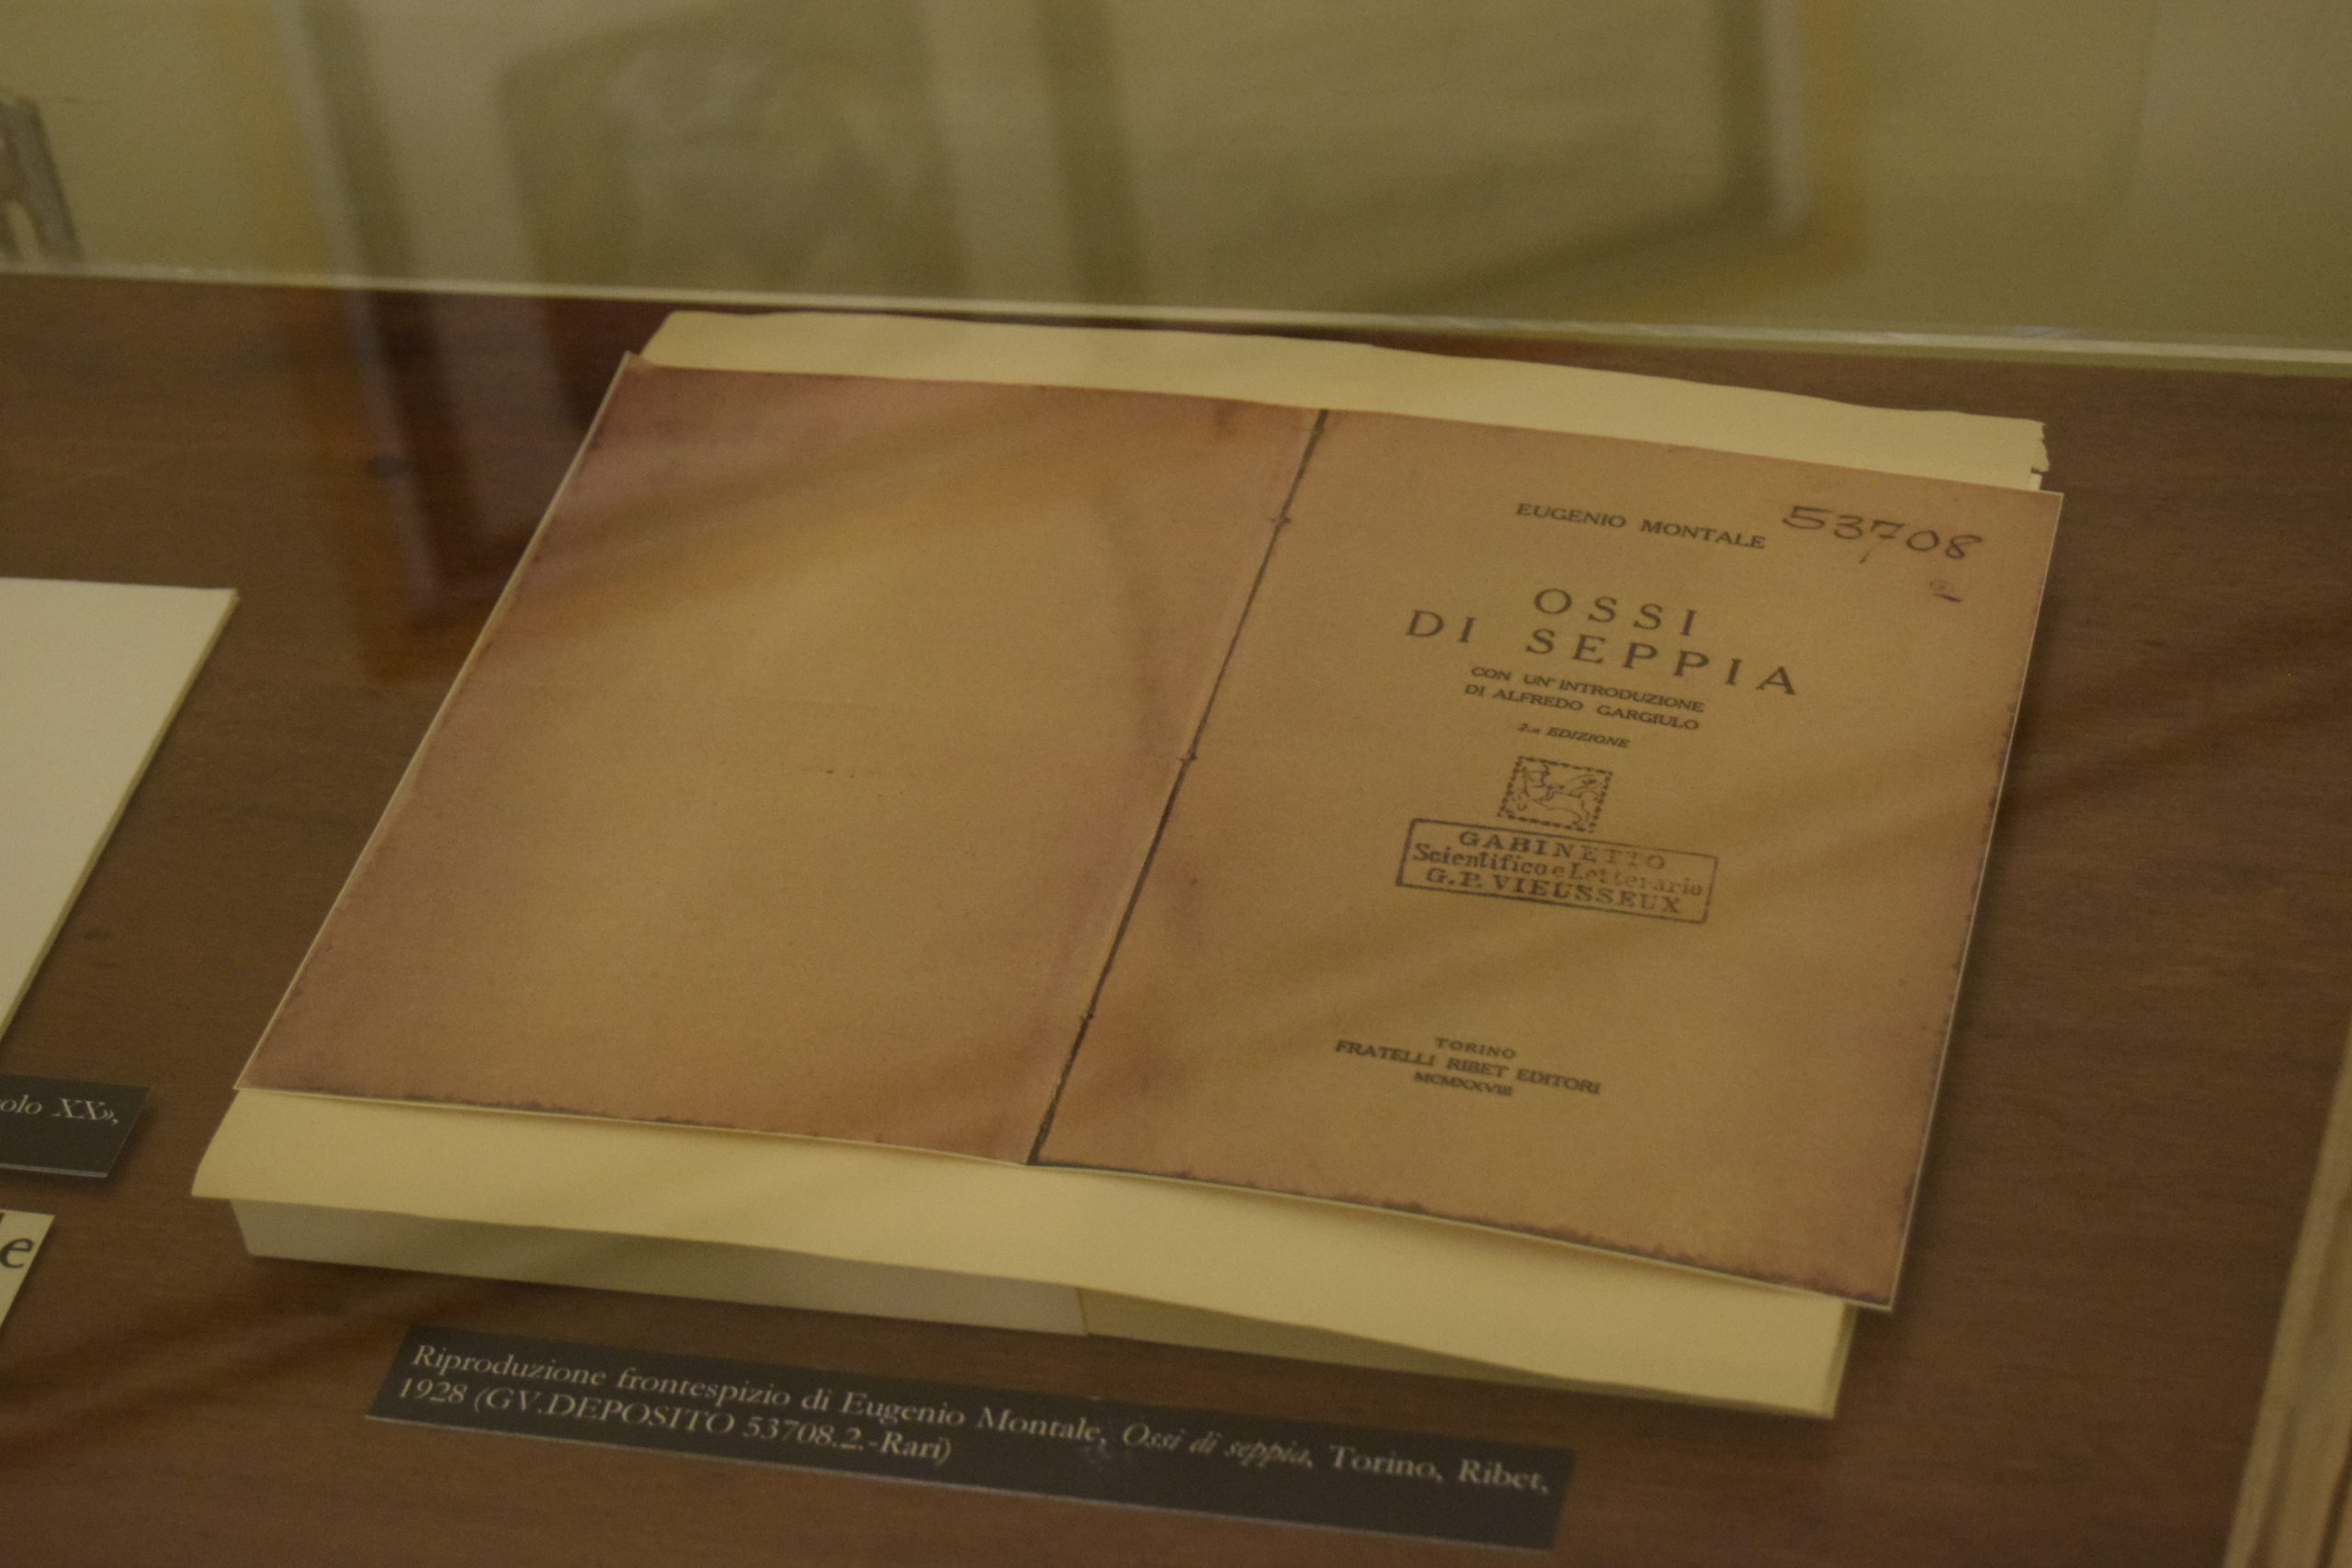 EUGENIO MONTALE
53708
OSSI
DI SEPPIA
CON UN' INTRODUZIONE
DI ALFREDO GARGIULO
2.a EDIZIONE
GABINETTO
Scientifico e Letterario
G.P. VIEUSSEUX
TORINO
FRATELLI RIBET EDITORI
MCMXXVIII
olo XX»,
e
Riproduzione frontespizio di Eugenio Montale, Ossi di seppia, Torino, Ribet,
1928 (GV.DEPOSITO 53708.2.-Rari)